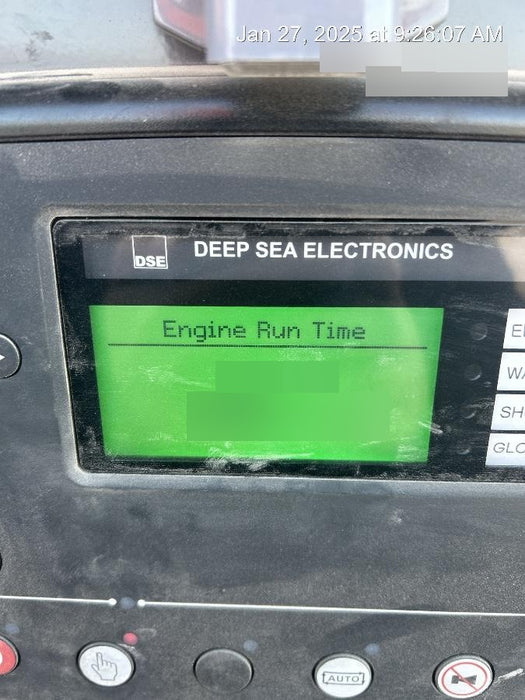 Jan 27, 2025 at 9:26:07 AM
DSE
DEEP SEA ELECTRONICS
Engine Run Time
AUTO